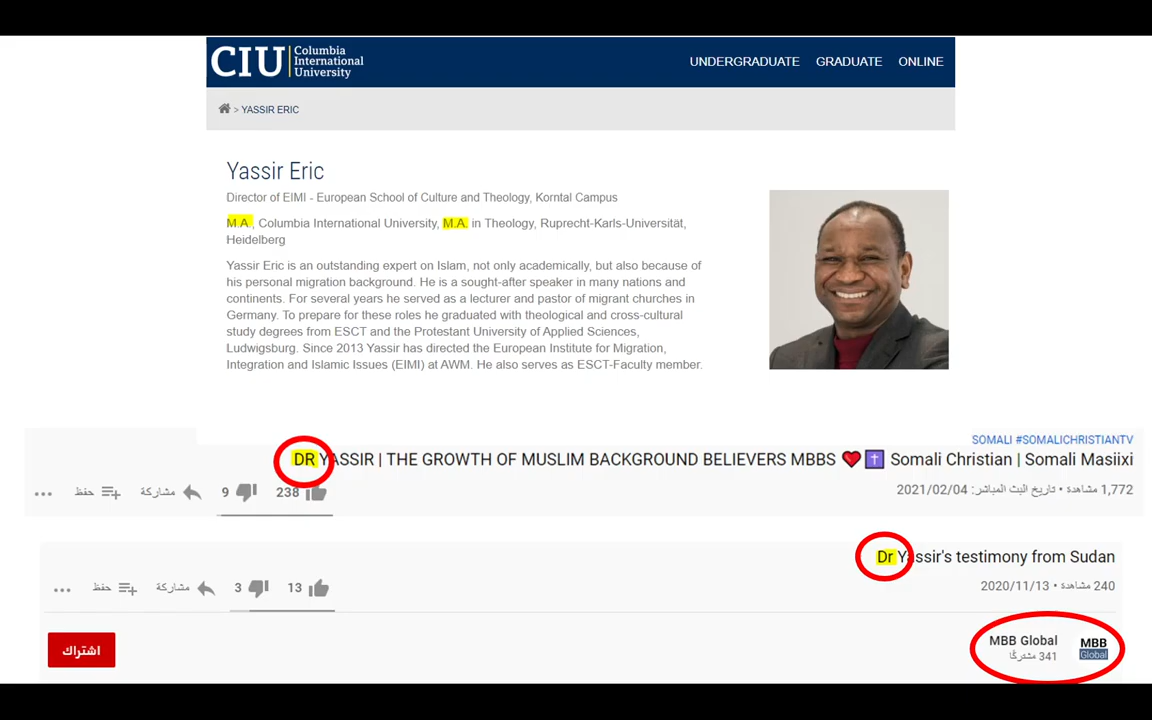 CIU Columbia International University
UNDERGRADUATE GRADUATE ONLINE
> YASSIR ERIC
Yassir Eric
Director of EIMI - European School of Culture and Theology, Korntal Campus
M.A., Columbia International University, M.A. in Theology, Ruprecht-Karls-Universität,
Heidelberg
Yassir Eric is an outstanding expert on Islam, not only academically, but also because of
his personal migration background. He is a sought-after speaker in many nations and
continents. For several years he served as a lecturer and pastor of migrant churches in
Germany. To prepare for these roles he graduated with theological and cross-cultural
study degrees from ESCT and the Protestant University of Applied Sciences,
Ludwigsburg. Since 2013 Yassir has directed the European Institute for Migration,
Integration and Islamic Issues (EIMI) at AWM. He also serves as ESCT-Faculty member.
SOMALI #SOMALICHRISTIANTV
DR YASSIR | THE GROWTH OF MUSLIM BACKGROUND BELIEVERS MBBS ❤️✝️ Somali Christian | Somali Masiixi
1,772 مشاهدة • تاريخ البث المباشر: 2021/02/04
238 9 مشاركة حفظ ...
Dr Yassir's testimony from Sudan
240 مشاهدة • 2020/11/13
13 3 مشاركة حفظ ...
MBB Global
MBB Global
341 مشتركًا
اشتراك